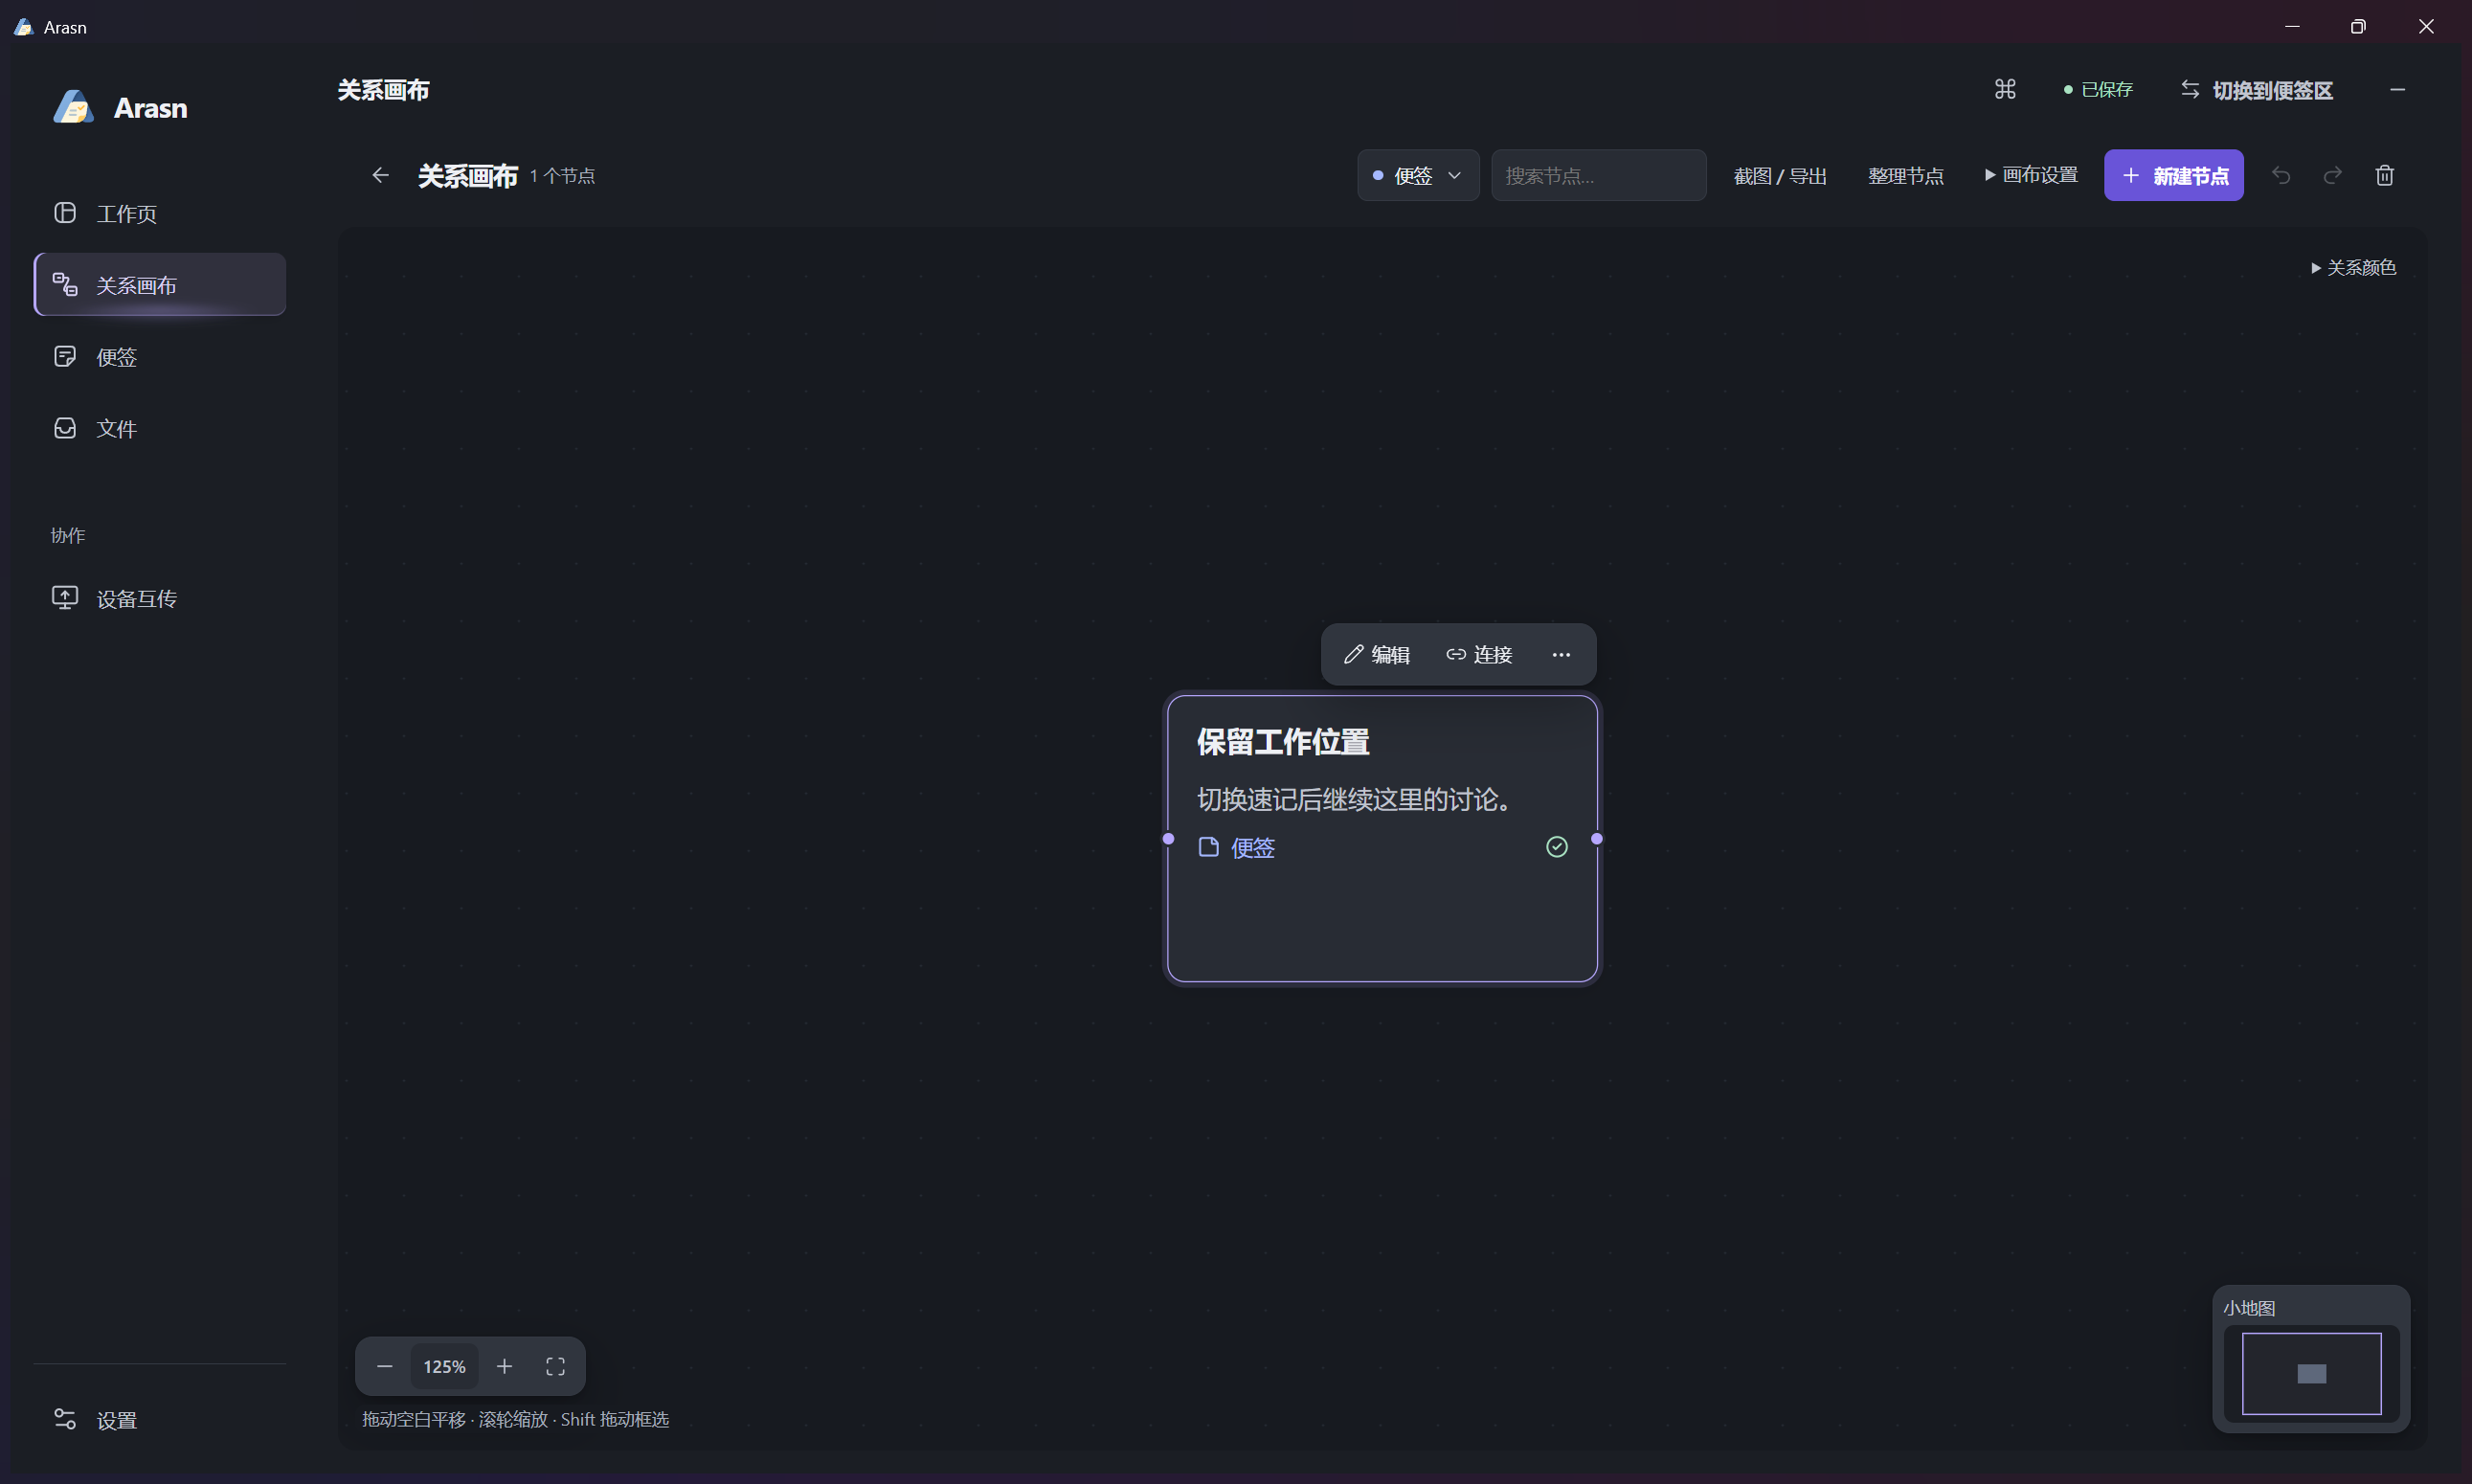 Arasn
Arasn
关系画布
已保存
切换到便签区
关系画布 1 个节点
便签
搜索节点...
截图 / 导出
整理节点
画布设置
新建节点
工作页
关系画布
便签
文件
协作
设备互传
设置
关系颜色
编辑
连接
保留工作位置
切换速记后继续这里的讨论。
便签
小地图
125%
拖动空白平移 · 滚轮缩放 · Shift 拖动框选